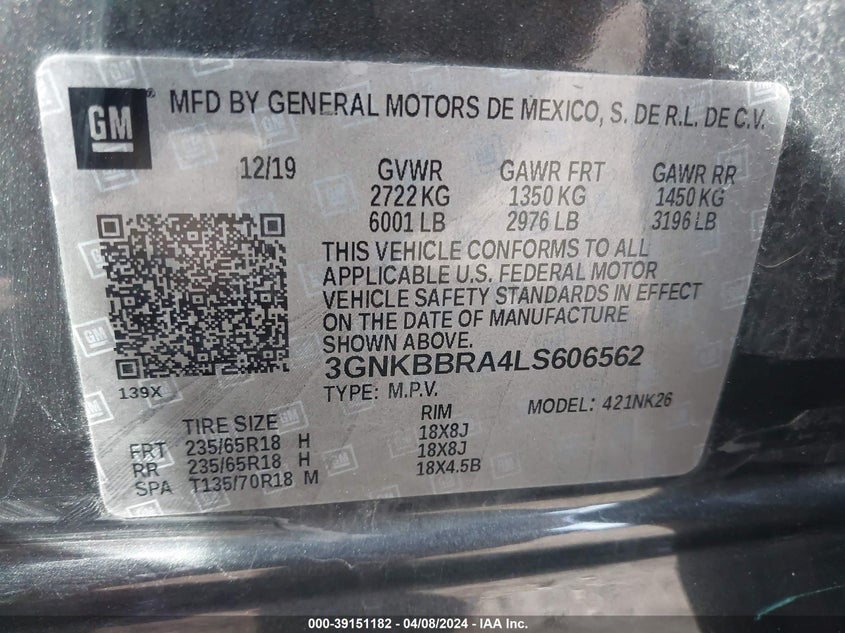 GM® MFD BY GENERAL MOTORS DE MEXICO, S. DE R.L. DE C.V.
12/19 GVWR GAWR FRT GAWR RR
2722 KG 1350 KG 1450 KG
6001 LB 2976 LB 3196 LB
THIS VEHICLE CONFORMS TO ALL
APPLICABLE U.S. FEDERAL MOTOR
VEHICLE SAFETY STANDARDS IN EFFECT
ON THE DATE OF MANUFACTURE
SHOWN ABOVE.
3GNKBBRA4LS606562
139X
TYPE: M.P.V. MODEL: 421NK26
TIRE SIZE RIM
FRT 235/65R18 H 18X8J
RR 235/65R18 H 18X8J
SPA T135/70R18 M 18X4.5B
000-39151182 - 04/08/2024 - IAA Inc.